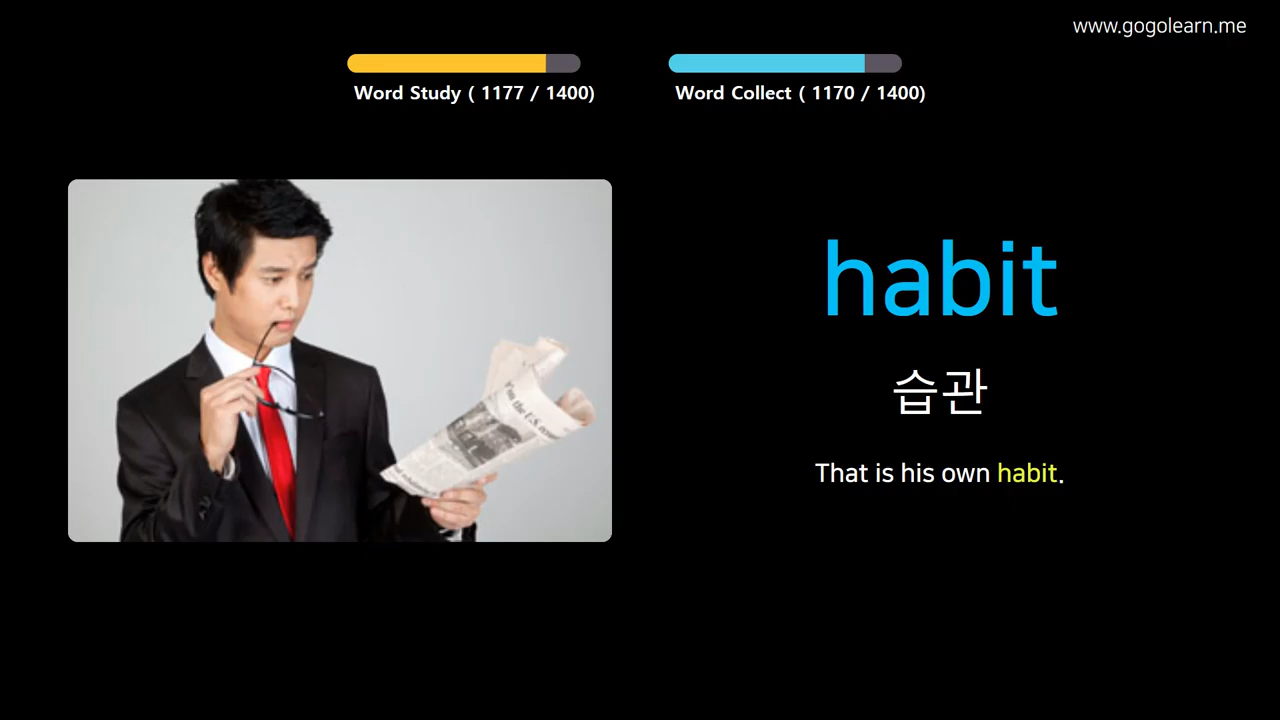 www.gogolearn.me
Word Study ( 1177 / 1400)
Word Collect ( 1170 / 1400)
habit
습관
That is his own habit.